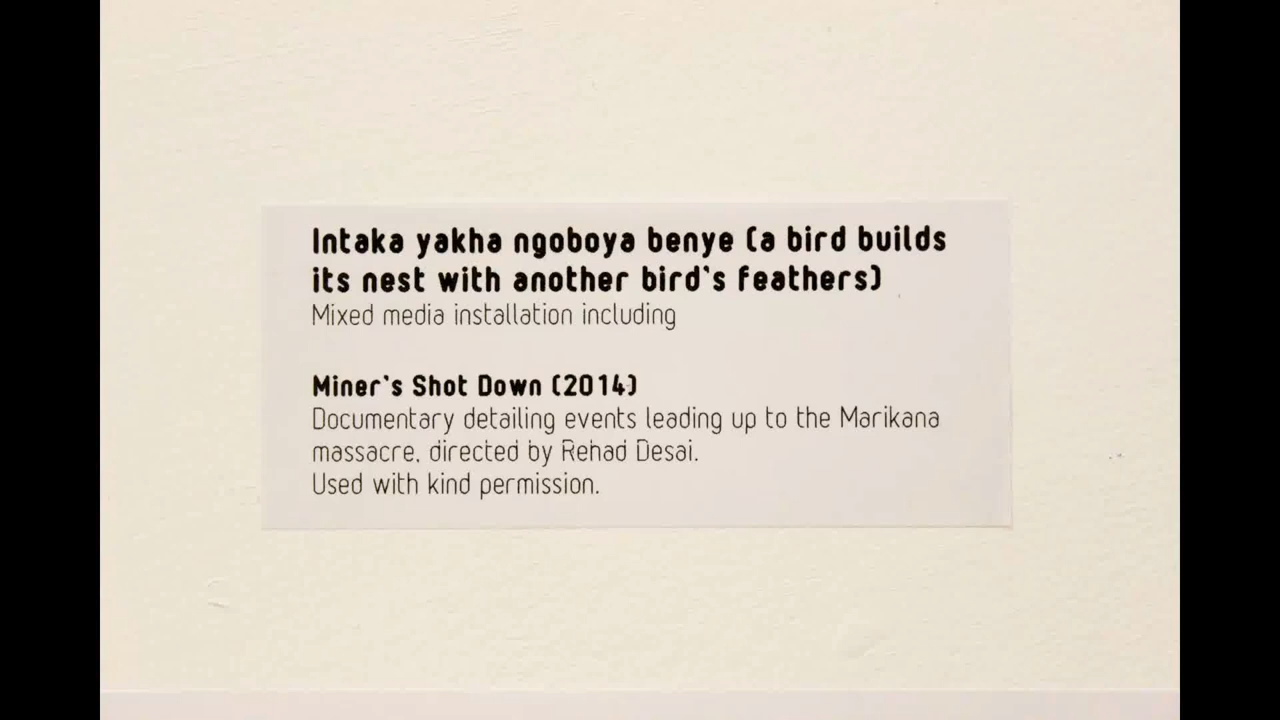 Intaka yakha ngoboya benye (a bird builds
its nest with another bird's feathers)
Mixed media installation including
Miner's Shot Down (2014)
Documentary detailing events leading up to the Marikana
massacre, directed by Rehad Desai.
Used with kind permission.